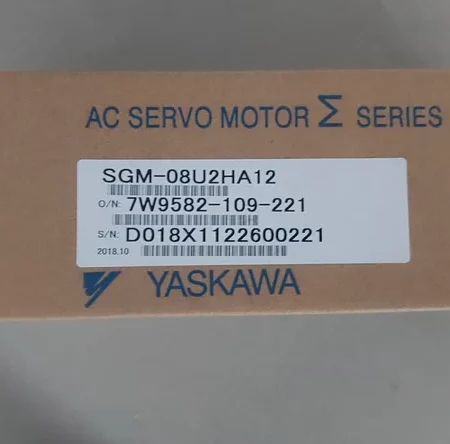 AC SERVO MOTOR Σ SERIES
SGM-08U2HA12
O/N: 7W9582-109-221
S/N: D018X1122600221
2018.10
YASKAWA